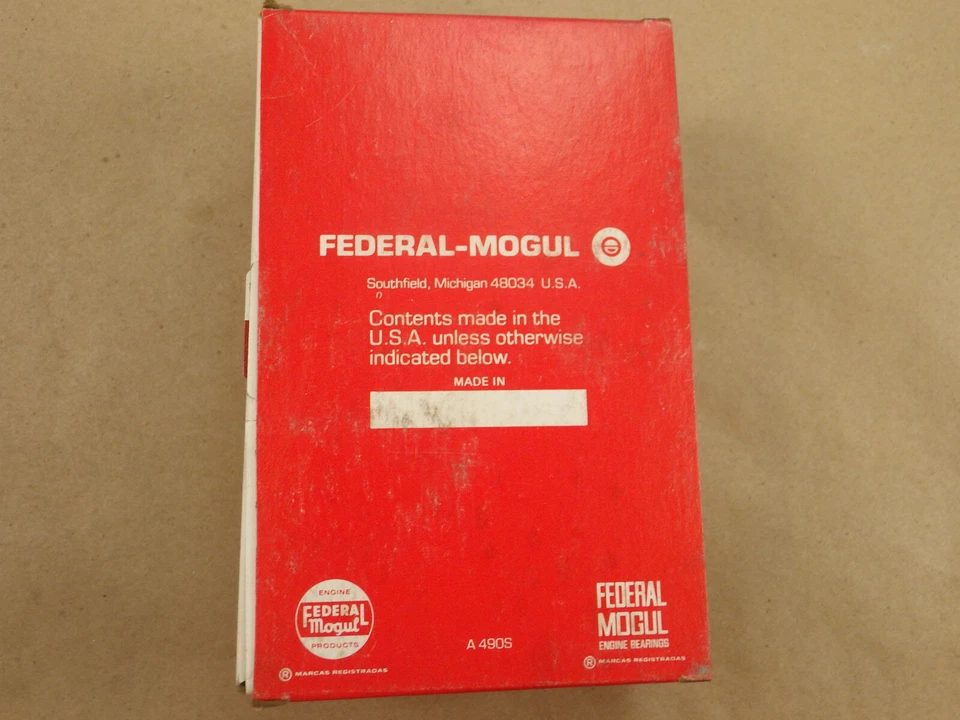 FEDERAL-MOGUL
Southfield, Michigan 48034 U.S.A.
Contents made in the
U.S.A. unless otherwise
indicated below.
MADE IN
ENGINE
FEDERAL
Mogul
PRODUCTS
® MARCAS REGISTRADAS
A 490S
FEDERAL
MOGUL
ENGINE BEARINGS
® MARCAS REGISTRADAS